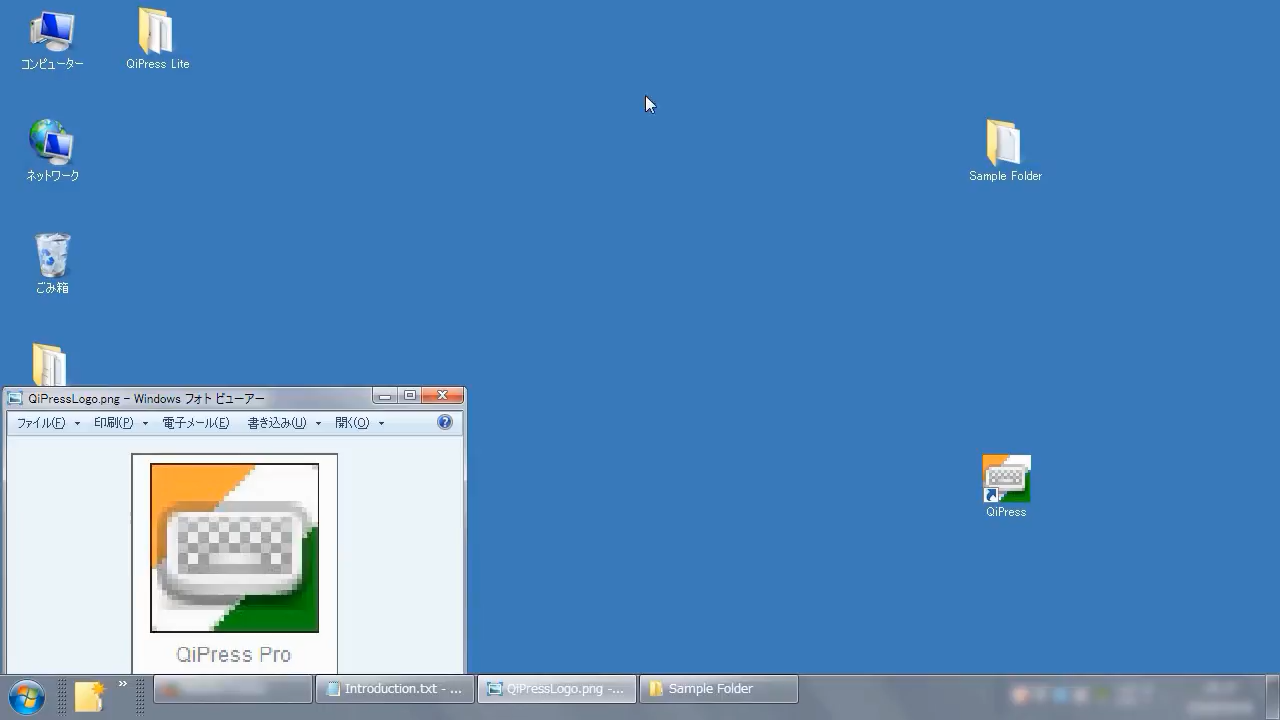 コンピューター
QiPress Lite
ネットワーク
Sample Folder
ごみ箱
QiPressLogo.png - Windows フォト ビューアー
ファイル(F) 印刷(P) 電子メール(E) 書き込み(U) 開く(O)
QiPress
QiPress Pro
Introduction.txt - ...
QiPressLogo.png -...
Sample Folder